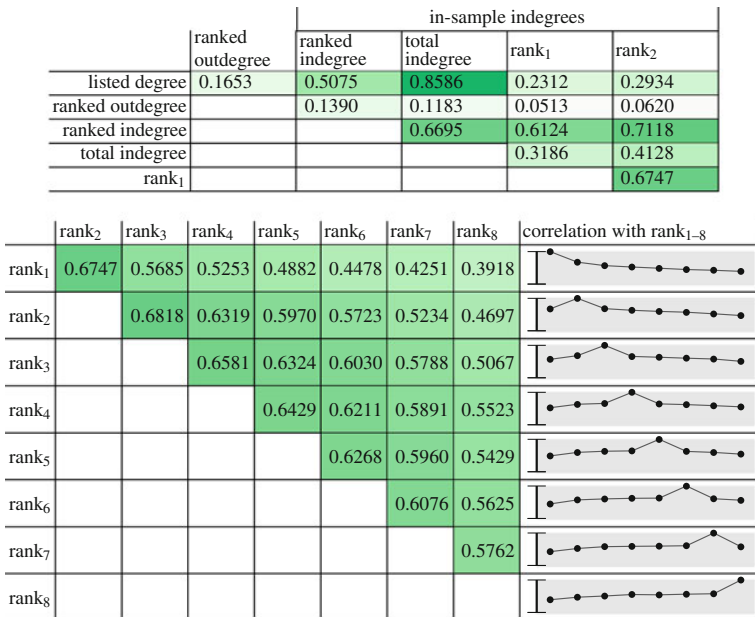 in-sample indegrees
ranked outdegree ranked indegree total indegree rank₁ rank₂
listed degree 0.1653 0.5075 0.8586 0.2312 0.2934
ranked outdegree 0.1390 0.1183 0.0513 0.0620
ranked indegree 0.6695 0.6124 0.7118
total indegree 0.3186 0.4128
rank₁ 0.6747
rank₂ rank₃ rank₄ rank₅ rank₆ rank₇ rank₈ correlation with rank₁₋₈
rank₁ 0.6747 0.5685 0.5253 0.4882 0.4478 0.4251 0.3918
rank₂ 0.6818 0.6319 0.5970 0.5723 0.5234 0.4697
rank₃ 0.6581 0.6324 0.6030 0.5788 0.5067
rank₄ 0.6429 0.6211 0.5891 0.5523
rank₅ 0.6268 0.5960 0.5429
rank₆ 0.6076 0.5625
rank₇ 0.5762
rank₈